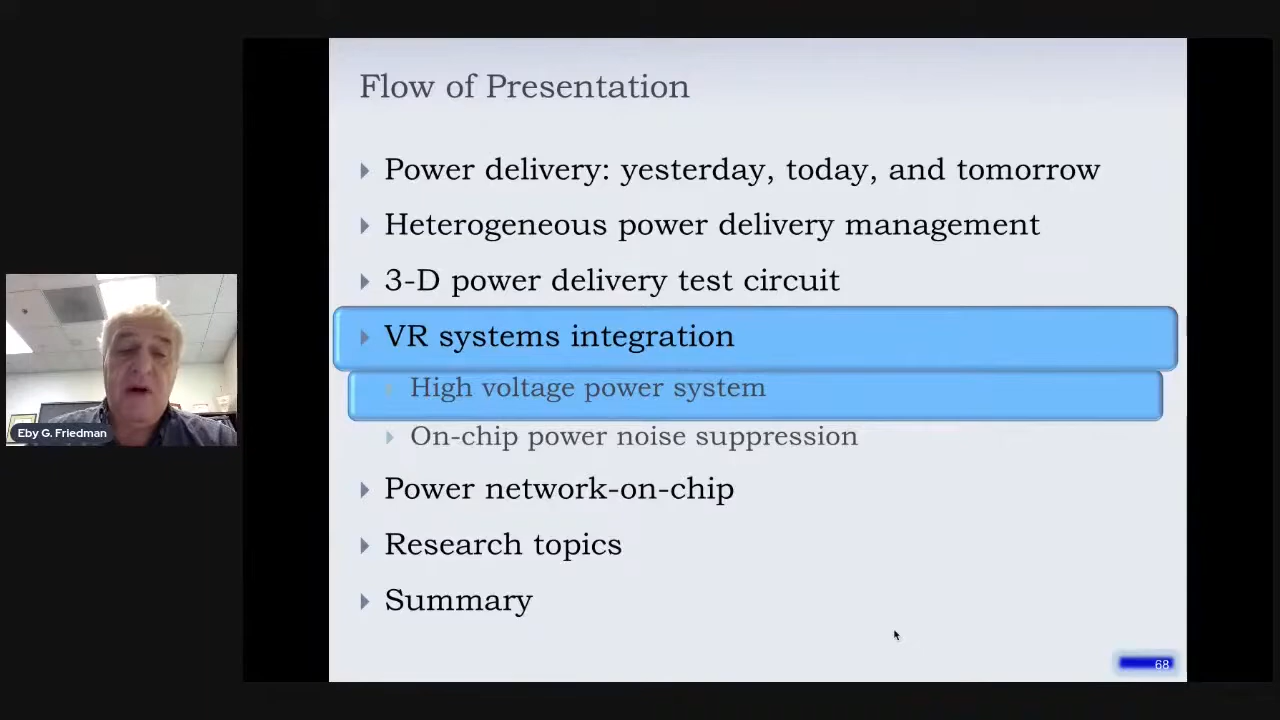 Flow of Presentation
Power delivery: yesterday, today, and tomorrow
Heterogeneous power delivery management
3-D power delivery test circuit
VR systems integration
High voltage power system
On-chip power noise suppression
Power network-on-chip
Research topics
Summary
68
Eby G. Friedman